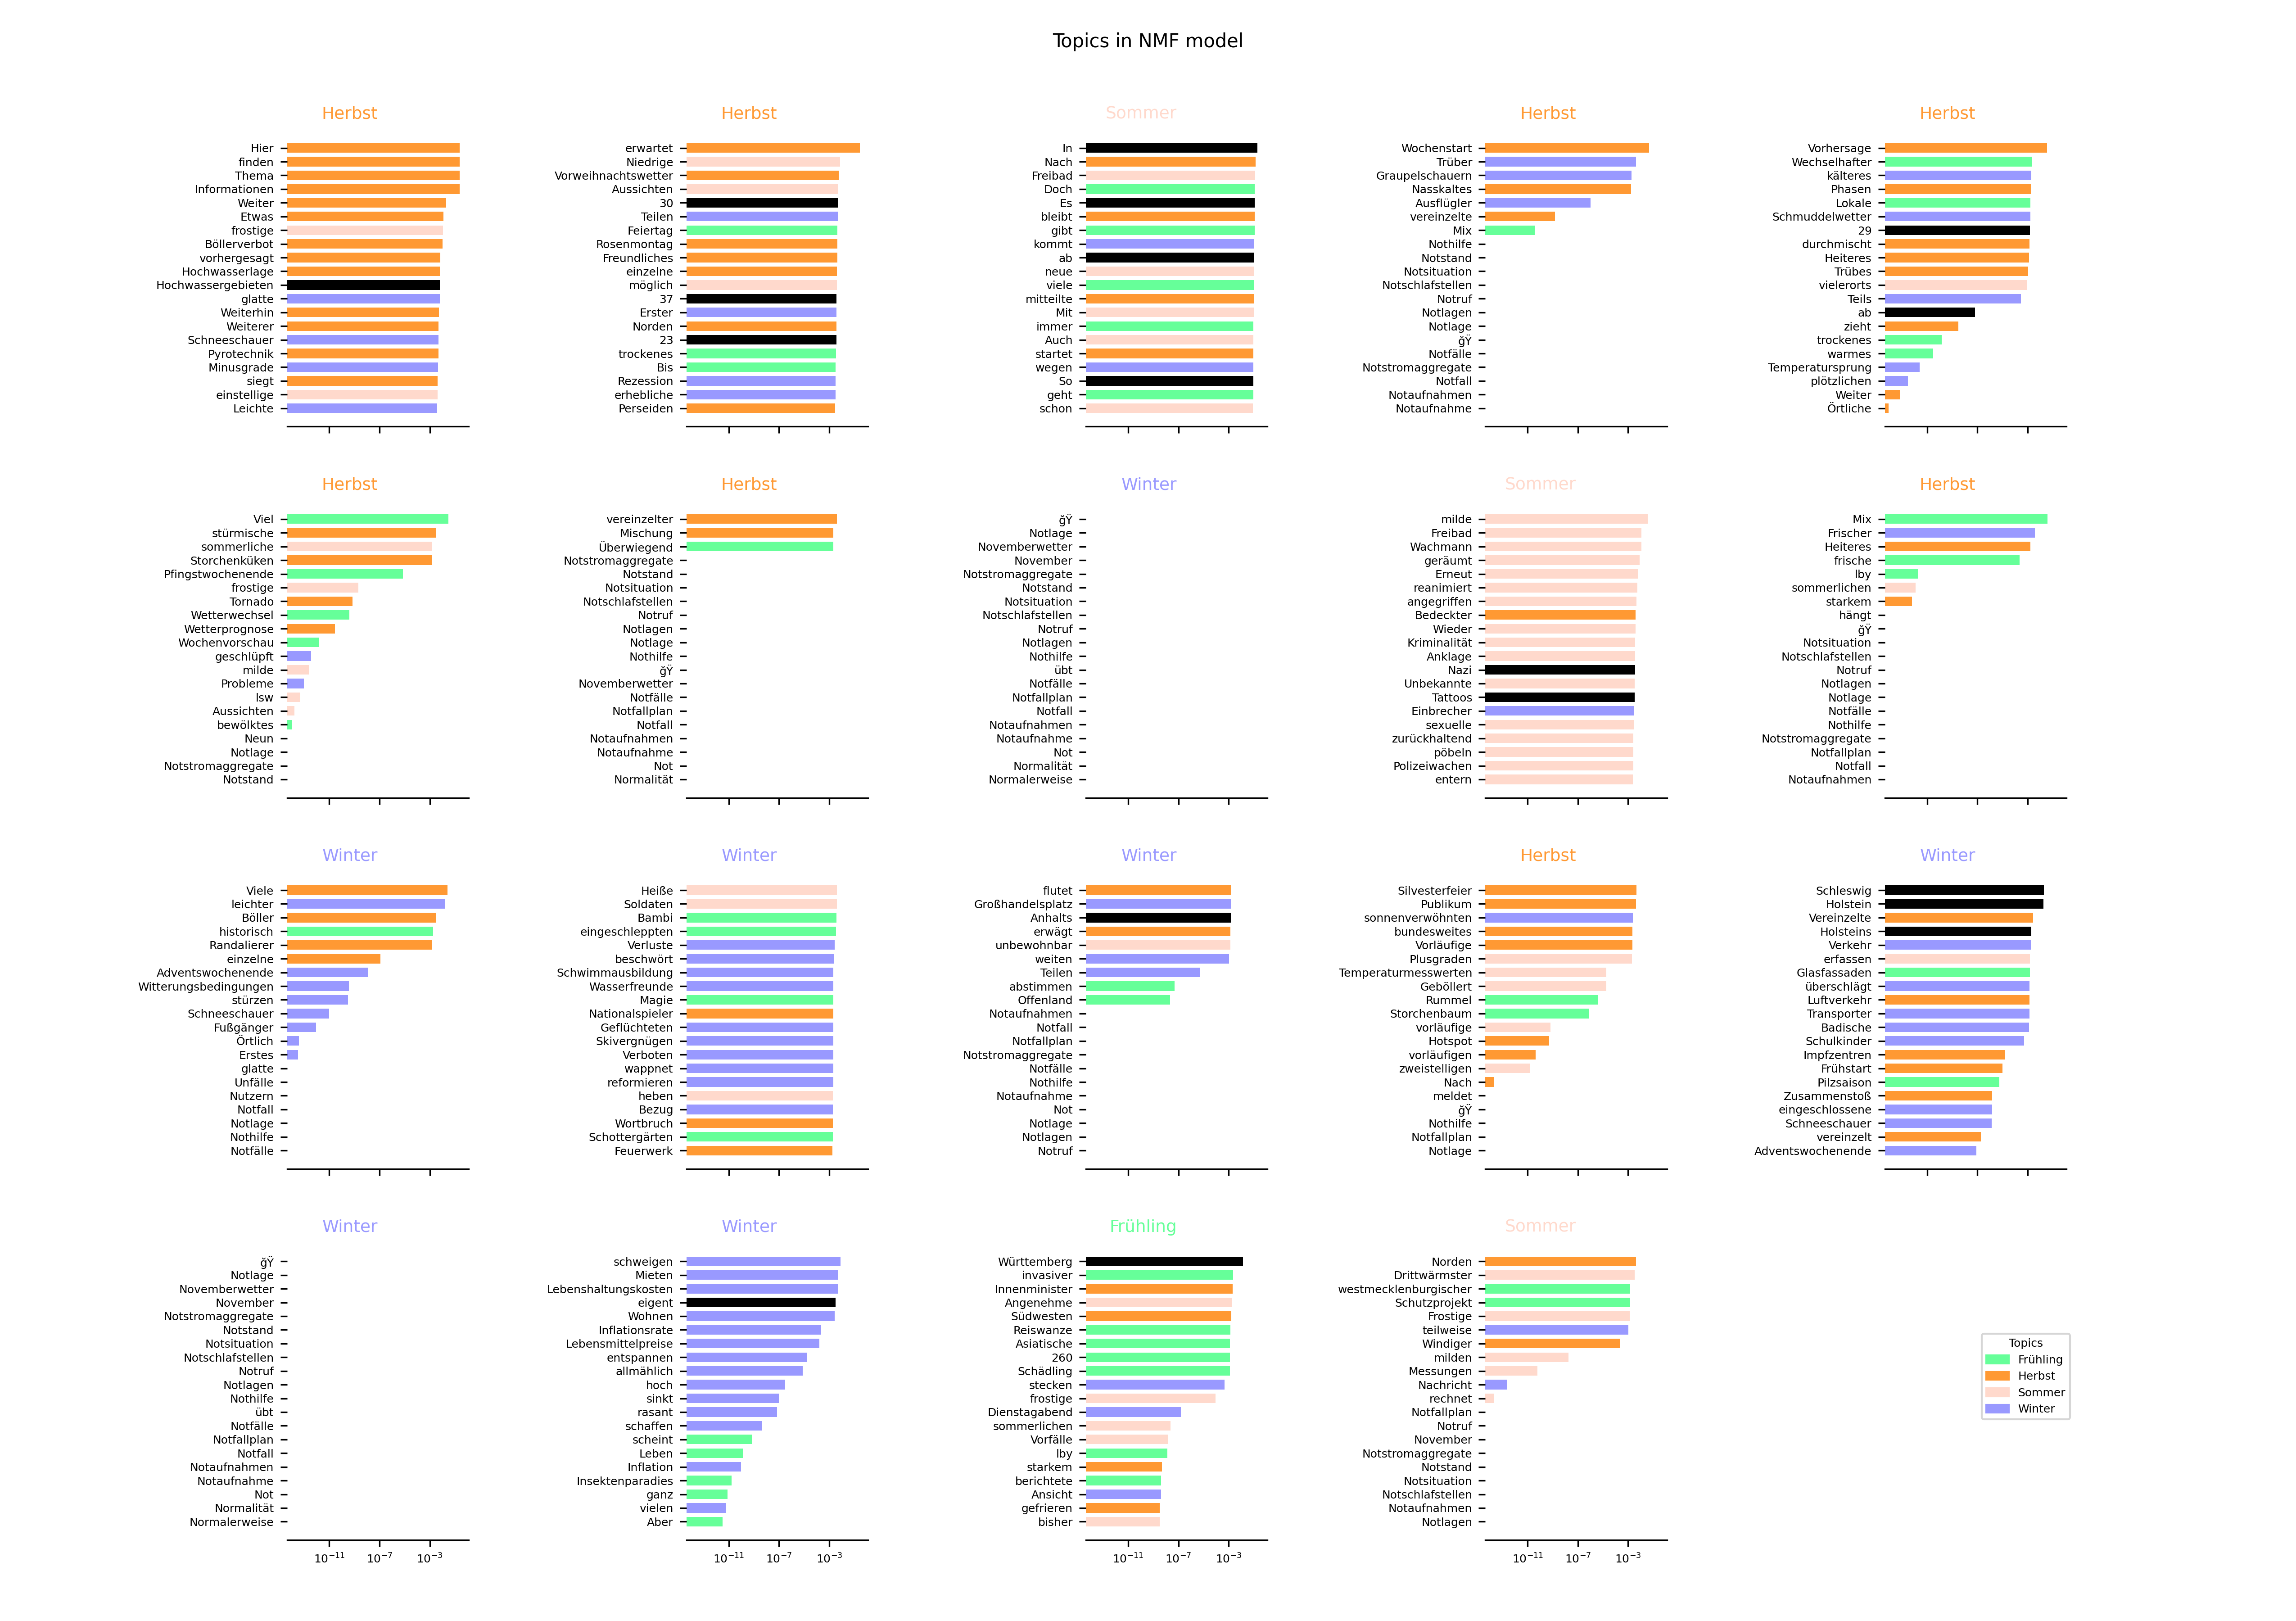 Topics in NMF model
Herbst
Hier
finden
Thema
Informationen
Weiter
Etwas
frostige
Böllerverbot
vorhergesagt
Hochwasserlage
Hochwassergebieten
glatte
Weiterhin
Weiterer
Schneeschauer
Pyrotechnik
Minusgrade
siegt
einstellige
Leichte
Herbst
erwartet
Niedrige
Vorweihnachtswetter
Aussichten
30
Teilen
Feiertag
Rosenmontag
Freundliches
einzelne
möglich
37
Erster
Norden
23
trockenes
Bis
Rezession
erhebliche
Perseiden
Sommer
In
Nach
Freibad
Doch
Es
bleibt
gibt
kommt
ab
neue
viele
mitteilte
Mit
immer
Auch
startet
wegen
So
geht
schon
Herbst
Wochenstart
Trüber
Graupelschauern
Nasskaltes
Ausflügler
vereinzelte
Mix
Nothilfe
Notstand
Notsituation
Notschlafstellen
Notruf
Notlagen
Notlage
ğŸ
Notfälle
Notstromaggregate
Notfall
Notaufnahmen
Notaufnahme
Herbst
Vorhersage
Wechselhafter
kälteres
Phasen
Lokale
Schmuddelwetter
29
durchmischt
Heiteres
Trübes
vielerorts
Teils
ab
zieht
trockenes
warmes
Temperatursprung
plötzlichen
Weiter
Örtliche
Herbst
Viel
stürmische
sommerliche
Storchenküken
Pfingstwochenende
frostige
Tornado
Wetterwechsel
Wetterprognose
Wochenvorschau
geschlüpft
milde
Probleme
lsw
Aussichten
bewölktes
Neun
Notlage
Notstromaggregate
Notstand
Herbst
vereinzelter
Mischung
Überwiegend
Notstromaggregate
Notstand
Notsituation
Notschlafstellen
Notruf
Notlagen
Notlage
Nothilfe
ğŸ
Novemberwetter
Notfälle
Notfallplan
Notfall
Notaufnahmen
Notaufnahme
Not
Normalität
Winter
ğŸ
Notlage
Novemberwetter
November
Notstromaggregate
Notstand
Notsituation
Notschlafstellen
Notruf
Notlagen
Nothilfe
übt
Notfälle
Notfallplan
Notfall
Notaufnahmen
Notaufnahme
Not
Normalität
Normalerweise
Sommer
milde
Freibad
Wachmann
geräumt
Erneut
reanimiert
angegriffen
Bedeckter
Wieder
Kriminalität
Anklage
Nazi
Unbekannte
Tattoos
Einbrecher
sexuelle
zurückhaltend
pöbeln
Polizeiwachen
entern
Herbst
Mix
Frischer
Heiteres
frische
lby
sommerlichen
starkem
hängt
ğŸ
Notsituation
Notschlafstellen
Notruf
Notlagen
Notlage
Notfälle
Nothilfe
Notstromaggregate
Notfallplan
Notfall
Notaufnahmen
Winter
Viele
leichter
Böller
historisch
Randalierer
einzelne
Adventswochenende
Witterungsbedingungen
stürzen
Schneeschauer
Fußgänger
Örtlich
Erstes
glatte
Unfälle
Nutzern
Notfall
Notlage
Nothilfe
Notfälle
Winter
Heiße
Soldaten
Bambi
eingeschleppten
Verluste
beschwört
Schwimmausbildung
Wasserfreunde
Magie
Nationalspieler
Geflüchteten
Skivergnügen
Verboten
wappnet
reformieren
heben
Bezug
Wortbruch
Schottergärten
Feuerwerk
Winter
flutet
Großhandelsplatz
Anhalts
erwägt
unbewohnbar
weiten
Teilen
abstimmen
Offenland
Notaufnahmen
Notfall
Notfallplan
Notstromaggregate
Notfälle
Nothilfe
Notaufnahme
Not
Notlage
Notlagen
Notruf
Herbst
Silvesterfeier
Publikum
sonnenverwöhnten
bundesweites
Vorläufige
Plusgraden
Temperaturmesswerten
Geböllert
Rummel
Storchenbaum
vorläufige
Hotspot
vorläufigen
zweistelligen
Nach
meldet
ğŸ
Nothilfe
Notfallplan
Notlage
Winter
Schleswig
Holstein
Vereinzelte
Holsteins
Verkehr
erfassen
Glasfassaden
überschlägt
Luftverkehr
Transporter
Badische
Schulkinder
Impfzentren
Frühstart
Pilzsaison
Zusammenstoß
eingeschlossene
Schneeschauer
vereinzelt
Adventswochenende
Winter
ğŸ
Notlage
Novemberwetter
November
Notstromaggregate
Notstand
Notsituation
Notschlafstellen
Notruf
Notlagen
Nothilfe
übt
Notfälle
Notfallplan
Notfall
Notaufnahmen
Notaufnahme
Not
Normalität
Normalerweise
10⁻¹¹ 10⁻⁷ 10⁻³
Winter
schweigen
Mieten
Lebenshaltungskosten
eigent
Wohnen
Inflationsrate
Lebensmittelpreise
entspannen
allmählich
hoch
sinkt
rasant
schaffen
scheint
Leben
Inflation
Insektenparadies
ganz
vielen
Aber
10⁻¹¹ 10⁻⁷ 10⁻³
Frühling
Württemberg
invasiver
Innenminister
Angenehme
Südwesten
Reiswanze
Asiatische
260
Schädling
stecken
frostige
Dienstagabend
sommerlichen
Vorfälle
lby
starkem
berichtete
Ansicht
gefrieren
bisher
10⁻¹¹ 10⁻⁷ 10⁻³
Sommer
Norden
Drittwärmster
westmecklenburgischer
Schutzprojekt
Frostige
teilweise
Windiger
milden
Messungen
Nachricht
rechnet
Notfallplan
Notruf
November
Notstromaggregate
Notstand
Notsituation
Notschlafstellen
Notaufnahmen
Notlagen
10⁻¹¹ 10⁻⁷ 10⁻³
Topics
Frühling
Herbst
Sommer
Winter